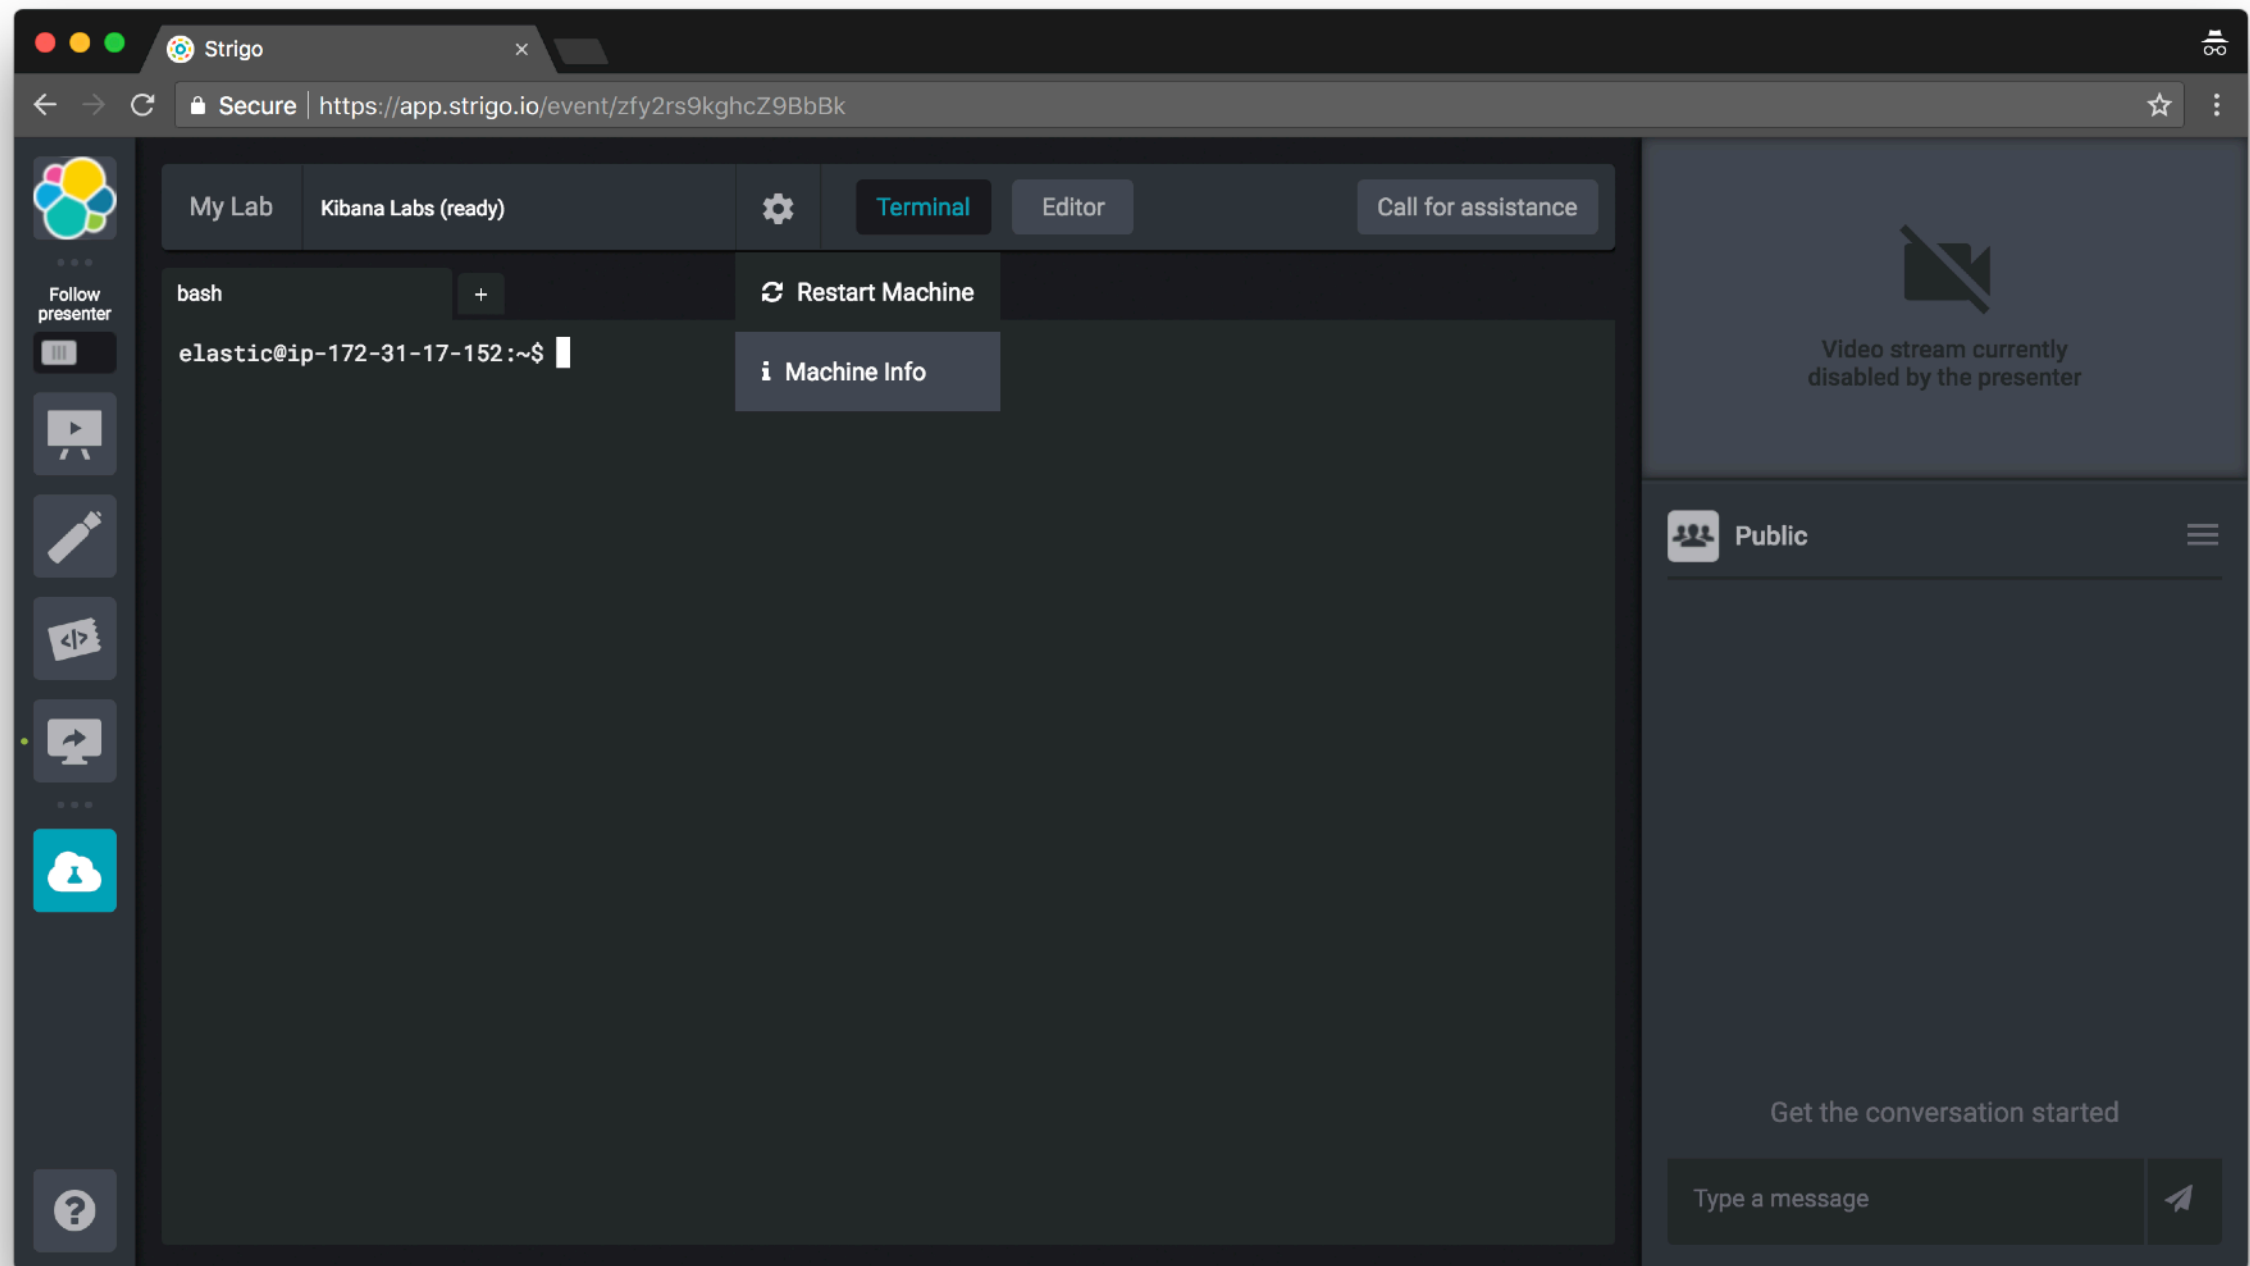 Strigo
Secure https://app.strigo.io/event/zfy2rs9kghcZ9BbBk
My Lab
Kibana Labs (ready)
Terminal
Editor
Call for assistance
Follow
presenter
bash
+
Restart Machine
Machine Info
elastic@ip-172-31-17-152:~$
Video stream currently
disabled by the presenter
Public
Get the conversation started
Type a message